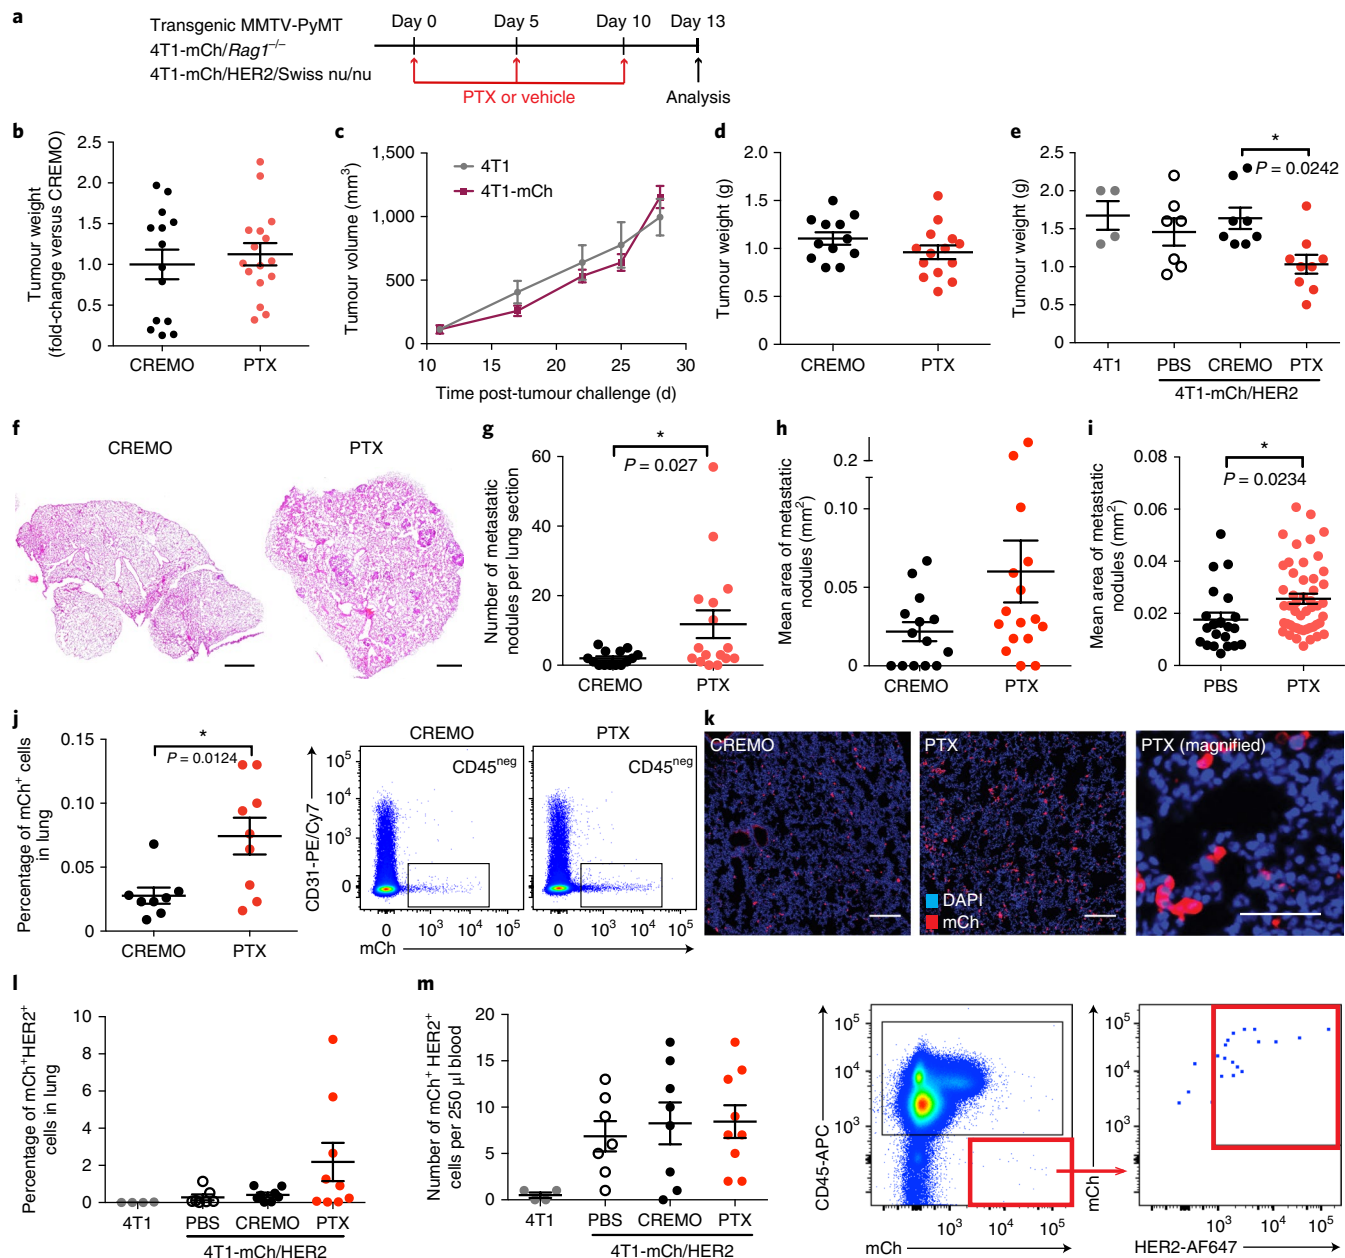 a
Transgenic MMTV-PyMT
4T1-mCh/Rag1⁻/⁻
4T1-mCh/HER2/Swiss nu/nu
Day 0 Day 5 Day 10 Day 13
PTX or vehicle
Analysis
b
Tumour weight
(fold-change versus CREMO)
2.5
2.0
1.5
1.0
0.5
0
CREMO PTX
c
Tumour volume (mm³)
1,500
1,000
500
0
4T1
4T1-mCh
10 15 20 25 30
Time post-tumour challenge (d)
d
Tumour weight (g)
2.0
1.5
1.0
0.5
0
CREMO PTX
e
Tumour weight (g)
2.5
2.0
1.5
1.0
0.5
0
*
P = 0.0242
4T1 PBS CREMO PTX
4T1-mCh/HER2
f
CREMO PTX
g
Number of metastatic
nodules per lung section
60
40
20
0
*
P = 0.027
CREMO PTX
h
Mean area of metastatic
nodules (mm²)
0.2
0.05
0
CREMO PTX
i
Mean area of metastatic
nodules (mm²)
0.08
0.06
0.04
0.02
0
*
P = 0.0234
PBS PTX
j
Percentage of mCh⁺ cells
in lung
0.15
0.10
0.05
0
*
P = 0.0124
CREMO PTX
CREMO PTX
CD31-PE/Cy7
10⁵
10⁴
10³
0
CD45neg CD45neg
0 10³ 10⁴ 10⁵ 0 10³ 10⁴ 10⁵
mCh
k
CREMO
PTX
DAPI
mCh
PTX (magnified)
l
Percentage of mCh⁺HER2⁺
cells in lung
10
8
6
4
2
0
4T1 PBS CREMO PTX
4T1-mCh/HER2
m
Number of mCh⁺ HER2⁺
cells per 250 µl blood
20
15
10
5
0
4T1 PBS CREMO PTX
4T1-mCh/HER2
CD45-APC
10⁵
10⁴
10³
10³ 10⁴ 10⁵
mCh
mCh
10⁵
10⁴
10³
10³ 10⁴ 10⁵
HER2-AF647